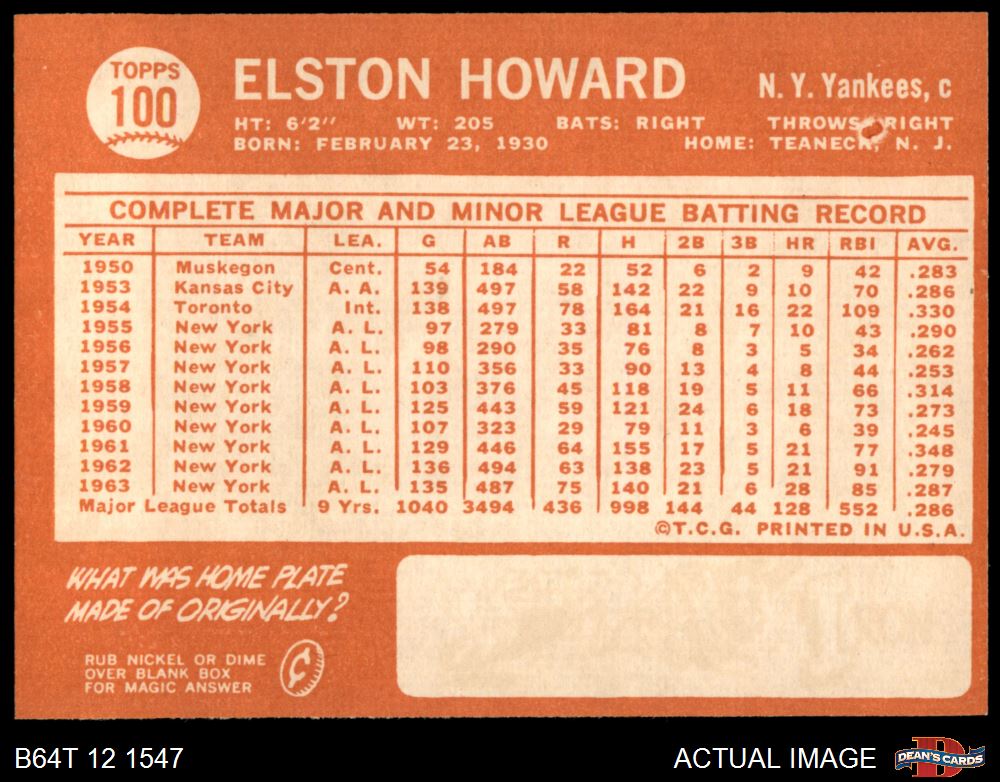 TOPPS
100
ELSTON HOWARD
N. Y. Yankees, c
HT: 6'2" WT: 205 BATS: RIGHT THROWS: RIGHT
BORN: FEBRUARY 23, 1930 HOME: TEANECK, N. J.
COMPLETE MAJOR AND MINOR LEAGUE BATTING RECORD
YEAR TEAM LEA. G AB R H 2B 3B HR RBI AVG.
1950 Muskegon Cent. 54 184 22 52 6 2 9 42 .283
1953 Kansas City A. A. 139 497 58 142 22 9 10 70 .286
1954 Toronto Int. 138 497 78 164 21 16 22 109 .330
1955 New York A. L. 97 279 33 81 8 7 10 43 .290
1956 New York A. L. 98 290 35 76 8 3 5 34 .262
1957 New York A. L. 110 356 33 90 13 4 8 44 .253
1958 New York A. L. 103 376 45 118 19 5 11 66 .314
1959 New York A. L. 125 443 59 121 24 6 18 73 .273
1960 New York A. L. 107 323 29 79 11 3 6 39 .245
1961 New York A. L. 129 446 64 155 17 5 21 77 .348
1962 New York A. L. 136 494 63 138 23 5 21 91 .279
1963 New York A. L. 135 487 75 140 21 6 28 85 .287
Major League Totals 9 Yrs. 1040 3494 436 998 144 44 128 552 .286
©T.C.G. PRINTED IN U.S.A.
WHAT WAS HOME PLATE
MADE OF ORIGINALLY?
RUB NICKEL OR DIME
OVER BLANK BOX
FOR MAGIC ANSWER
¢
B64T 12 1547
ACTUAL IMAGE
D
DEAN'S CARDS